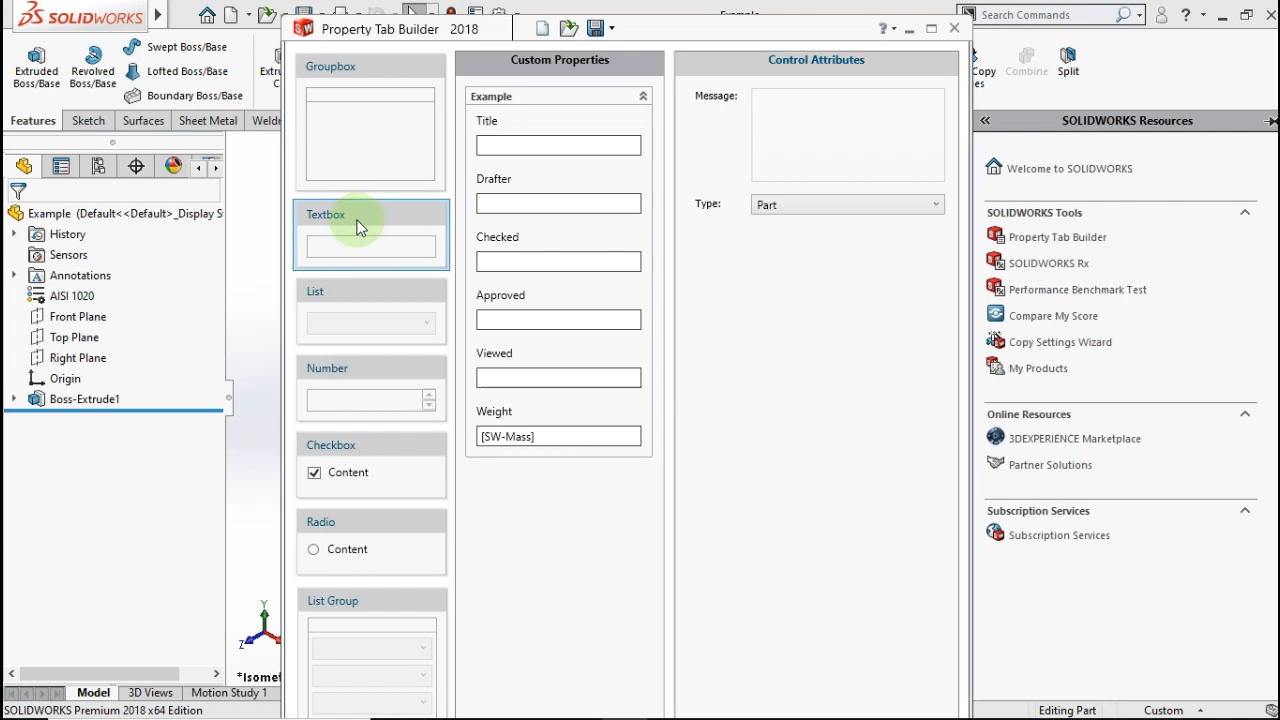 SOLIDWORKS
Example
Search Commands
?
Property Tab Builder 2018
?
Extruded
Boss/Base
Revolved
Boss/Base
Swept Boss/Base
Lofted Boss/Base
Boundary Boss/Base
Extru
Cu
Copy
es
Combine
Split
Features
Sketch
Surfaces
Sheet Metal
Weldr
Example (Default<<Default>_Display S
History
Sensors
Annotations
AISI 1020
Front Plane
Top Plane
Right Plane
Origin
Boss-Extrude1
Groupbox
Textbox
List
Number
Checkbox
Content
Radio
Content
List Group
Custom Properties
Example
Title
Drafter
Checked
Approved
Viewed
Weight
[SW-Mass]
Control Attributes
Message:
Type:
Part
SOLIDWORKS Resources
Welcome to SOLIDWORKS
SOLIDWORKS Tools
Property Tab Builder
SOLIDWORKS Rx
Performance Benchmark Test
Compare My Score
Copy Settings Wizard
My Products
Online Resources
3DEXPERIENCE Marketplace
Partner Solutions
Subscription Services
Subscription Services
Y
Z
*Isomet
Model
3D Views
Motion Study 1
SOLIDWORKS Premium 2018 x64 Edition
Editing Part
Custom